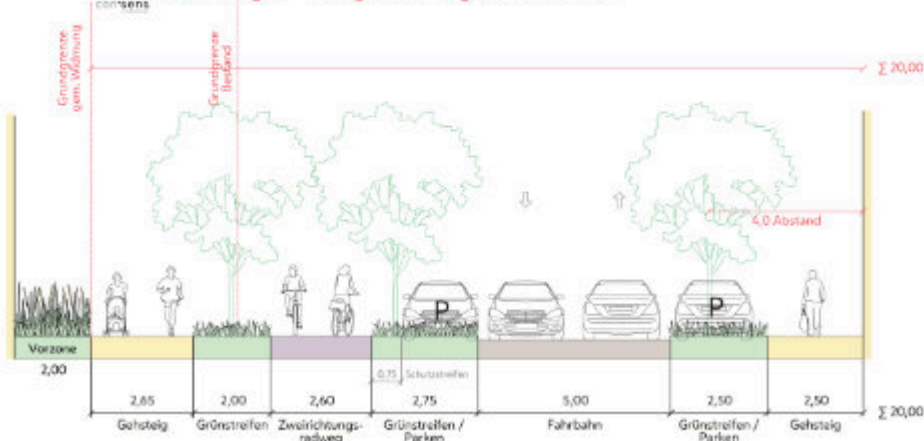 con·sens
Grundgrenze
gem. Widmung
Grundgrenze
Bestand
∑ 20,00
4,0 Abstand
P
P
Vorzone
2,00
0,75 Schutzstreifen
2,65
2,00
2,60
2,75
5,00
2,50
2,50
∑ 20,00
Gehsteig
Grünstreifen
Zweirichtungs-
radweg
Grünstreifen /
Parken
Fahrbahn
Grünstreifen /
Parken
Gehsteig